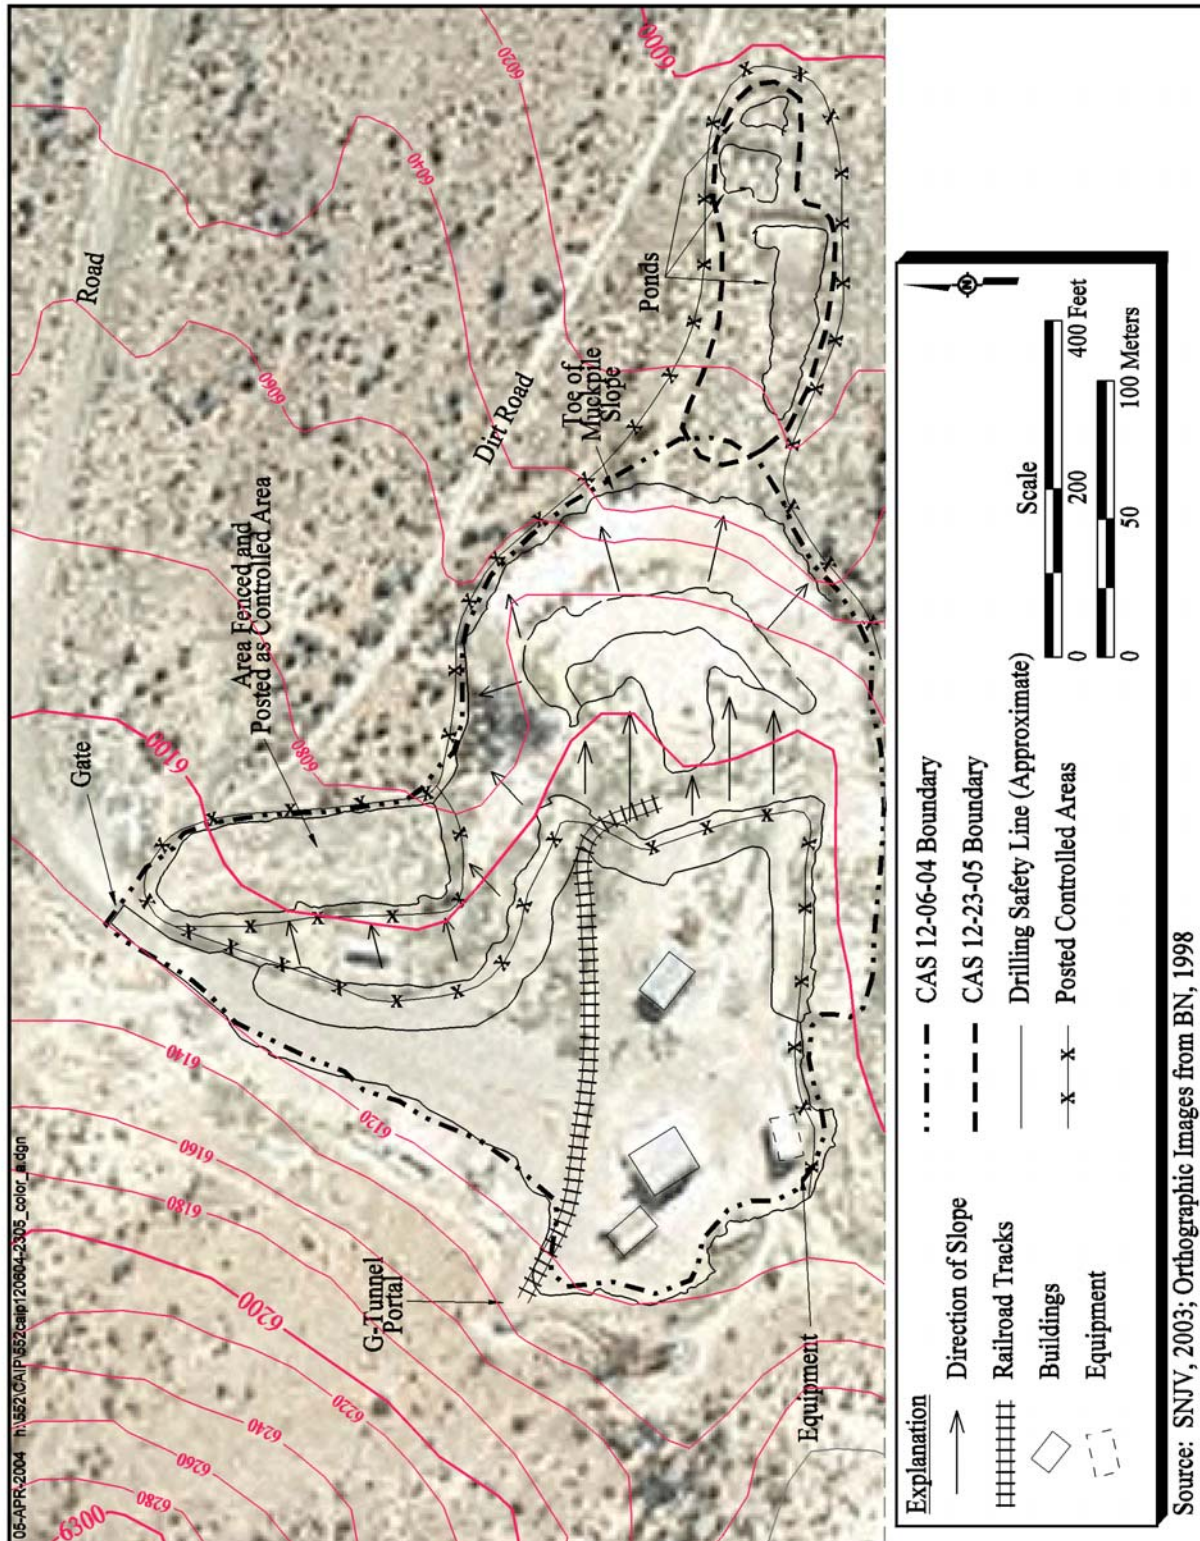 05-APR-2004 h:\552\CAIP\552caip120604-2305_color_a.dgn
6300
6280
6260
6240
6220
6200
6180
6160
6140
6120
6100
6080
6060
6040
6020
6000
Gate
Road
Area Fenced and
Posted as Controlled Area
Dirt Road
Toe of
Muckpile
Slope
Ponds
G-Tunnel
Portal
Equipment
Explanation
Direction of Slope
Railroad Tracks
Buildings
Equipment
CAS 12-06-04 Boundary
CAS 12-23-05 Boundary
Drilling Safety Line (Approximate)
x x Posted Controlled Areas
N
Scale
0 200 400 Feet
0 50 100 Meters
Source: SNJV, 2003; Orthographic Images from BN, 1998